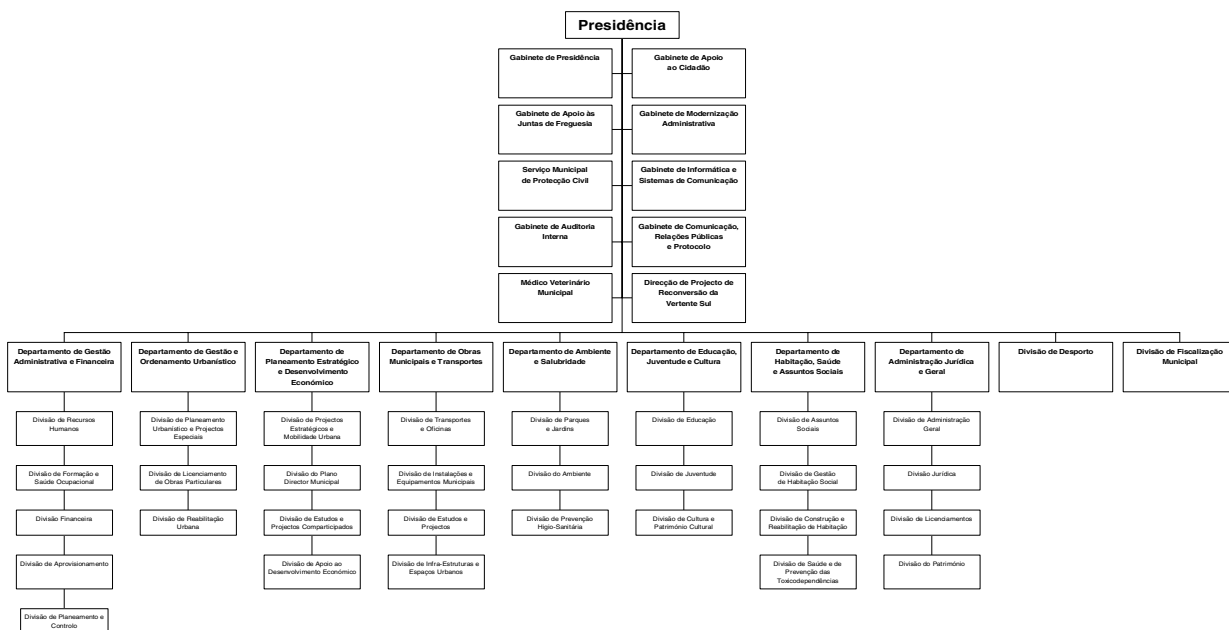 Presidência
Gabinete de Presidência
Gabinete de Apoio
ao Cidadão
Gabinete de Apoio às
Juntas de Freguesia
Gabinete de Modernização
Administrativa
Serviço Municipal
de Protecção Civil
Gabinete de Informática e
Sistemas de Comunicação
Gabinete de Auditoria
Interna
Gabinete de Comunicação,
Relações Públicas
e Protocolo
Médico Veterinário
Municipal
Direcção de Projecto de
Reconversão da
Vertente Sul
Departamento de Gestão
Administrativa e Financeira
Divisão de Recursos
Humanos
Divisão de Formação e
Saúde Ocupacional
Divisão Financeira
Divisão de Aprovisionamento
Divisão de Planeamento e
Controlo
Departamento de Gestão e
Ordenamento Urbanístico
Divisão de Planeamento
Urbanístico e Projectos
Especiais
Divisão de Licenciamento
de Obras Particulares
Divisão de Reabilitação
Urbana
Departamento de
Planeamento Estratégico
e Desenvolvimento
Económico
Divisão de Projectos
Estratégicos e
Mobilidade Urbana
Divisão do Plano
Director Municipal
Divisão de Estudos e
Projectos Comparticipados
Divisão de Apoio ao
Desenvolvimento Económico
Departamento de Obras
Municipais e Transportes
Divisão de Transportes
e Oficinas
Divisão de Instalações e
Equipamentos Municipais
Divisão de Estudos e
Projectos
Divisão de Infra-Estruturas e
Espaços Urbanos
Departamento de Ambiente
e Salubridade
Divisão de Parques
e Jardins
Divisão do Ambiente
Divisão de Prevenção
Higio-Sanitária
Departamento de Educação,
Juventude e Cultura
Divisão de Educação
Divisão de Juventude
Divisão de Cultura e
Património Cultural
Departamento de
Habitação, Saúde
e Assuntos Sociais
Divisão de Assuntos
Sociais
Divisão de Gestão
de Habitação Social
Divisão de Construção e
Reabilitação de Habitação
Divisão de Saúde e de
Prevenção das
Toxicodependências
Departamento de
Administração Jurídica
e Geral
Divisão de Administração
Geral
Divisão Jurídica
Divisão de Licenciamentos
Divisão do Património
Divisão de Desporto
Divisão de Fiscalização
Municipal